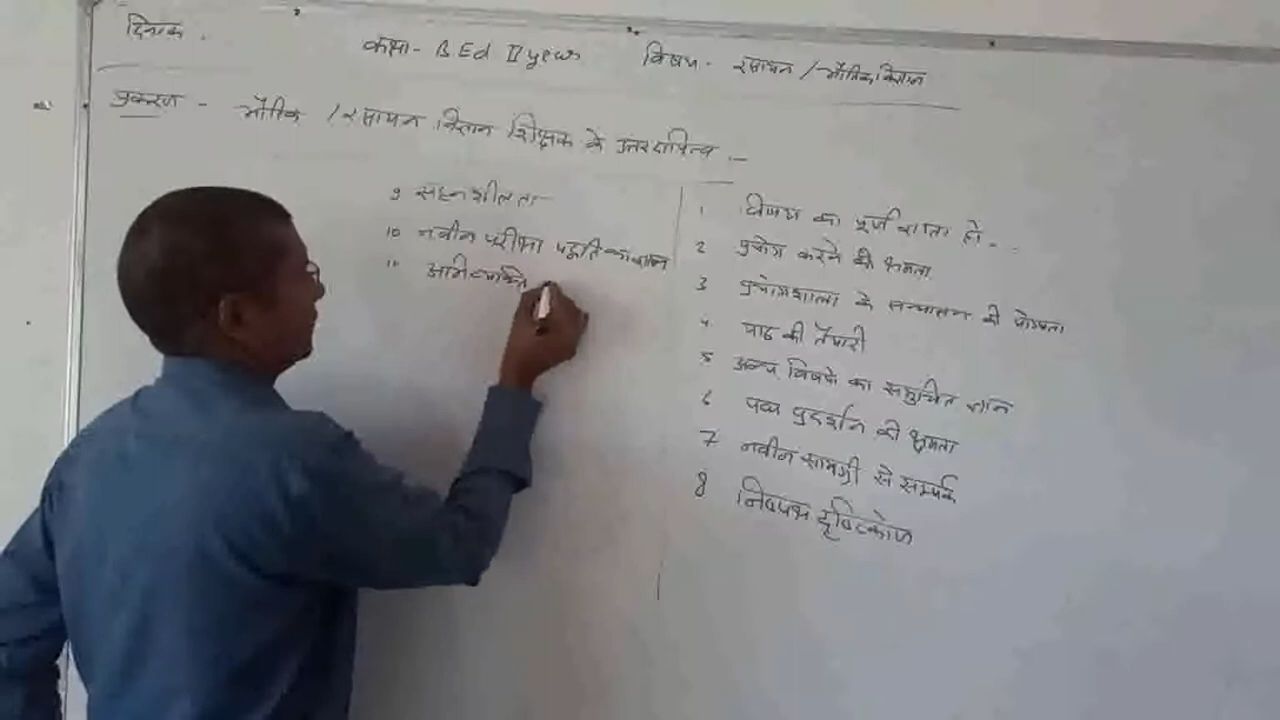 दिनांक .
कक्षा - B Ed II year विषय - रसायन / भौतिक विज्ञान
प्रकरण - भौतिक / रसायन विज्ञान शिक्षक के उत्तरदायित्व -
1 विषय का पूर्ण ज्ञाता हो -
2 प्रयोग करने की क्षमता
3 प्रयोगशाला के सन्चालन की योग्यता
4 पाठ की तैयारी
5 अन्य विषयो का समुचित ज्ञान
6 पथ प्रदर्शन की क्षमता
7 नवीन सामग्री से सम्पर्क
8 निष्पक्ष दृष्टिकोण
9 सहनशीलता
10 नवीन परीक्षा पद्धति का ज्ञान
11 अभिव्यक्ति